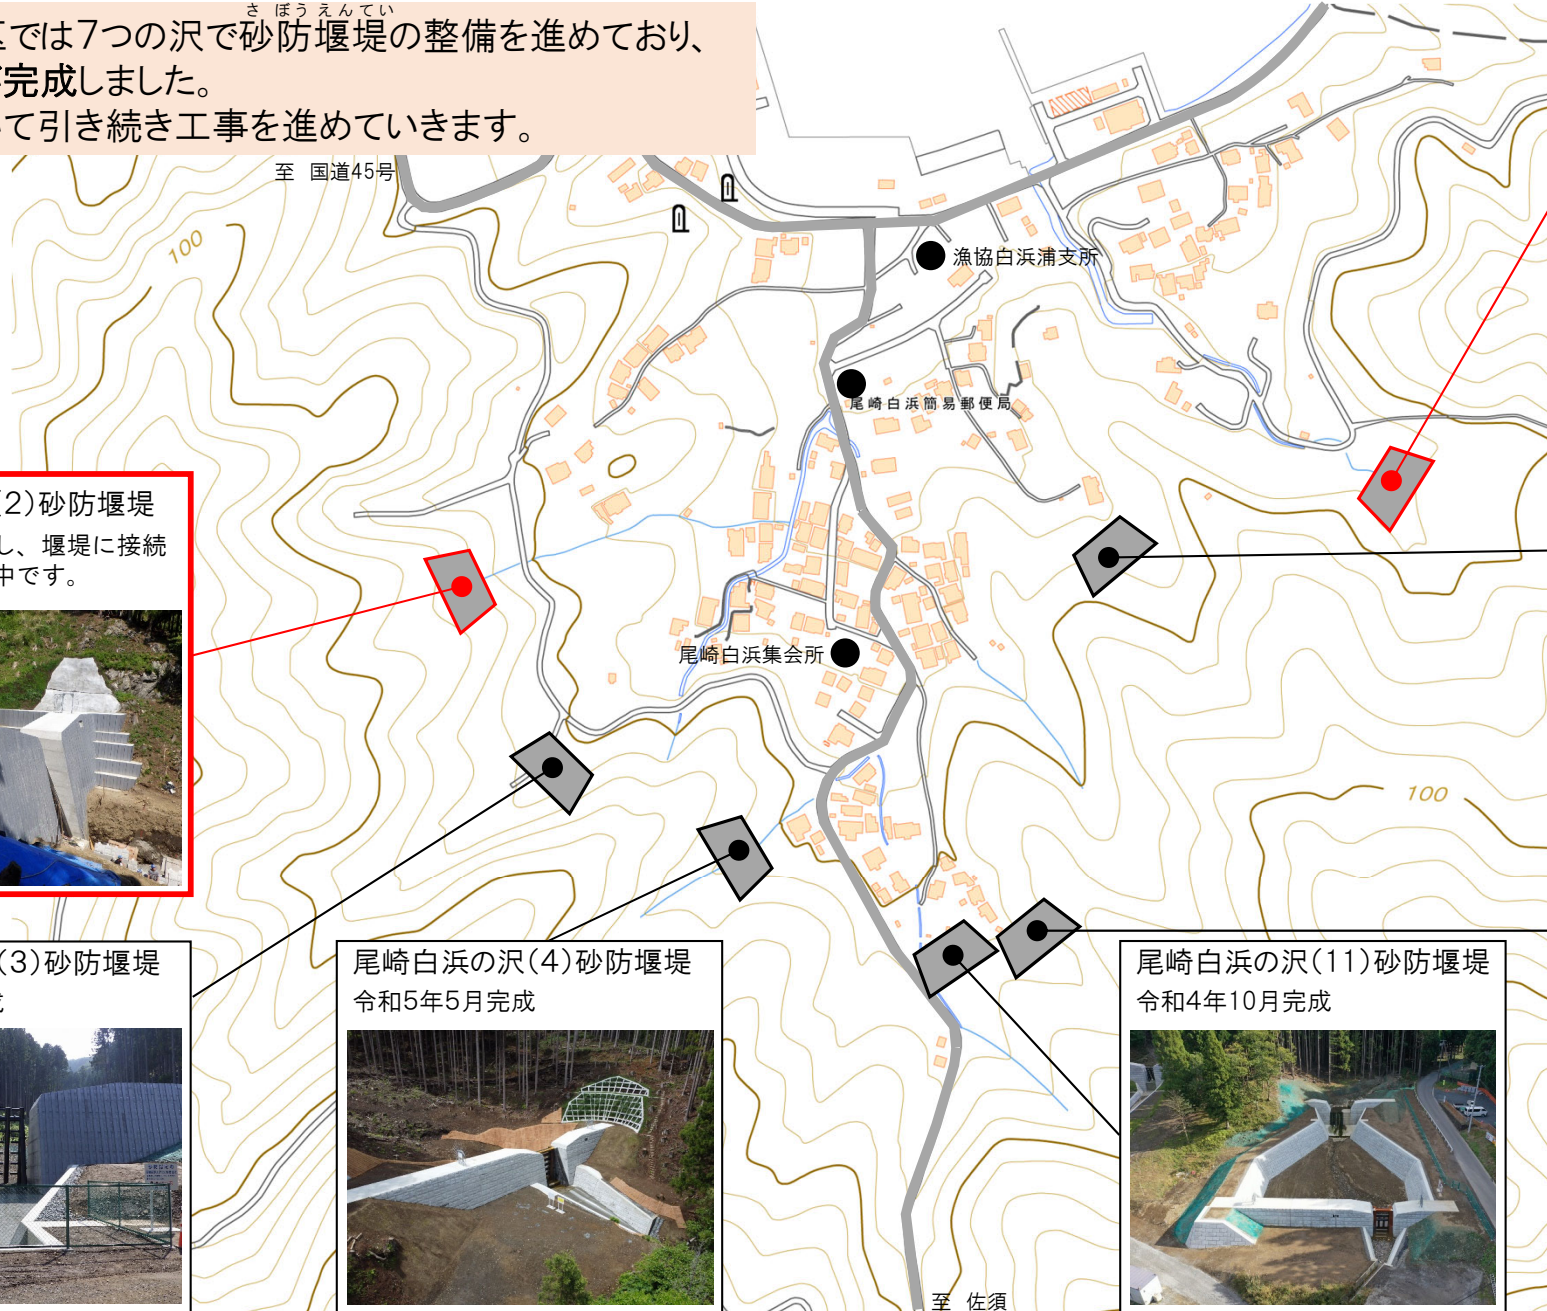 さ ぼう えん てい
では7つの沢で砂防堰堤の整備を進めており、
完成しました。
て引き続き工事を進めていきます。
至 国道45号
100
漁協白浜浦支所
尾崎白浜簡易郵便局
(2)砂防堰堤
し、堰堤に接続
中です。
尾崎白浜集会所
100
(3)砂防堰堤
尾崎白浜の沢(4)砂防堰堤
令和5年5月完成
尾崎白浜の沢(11)砂防堰堤
令和4年10月完成
至 佐須